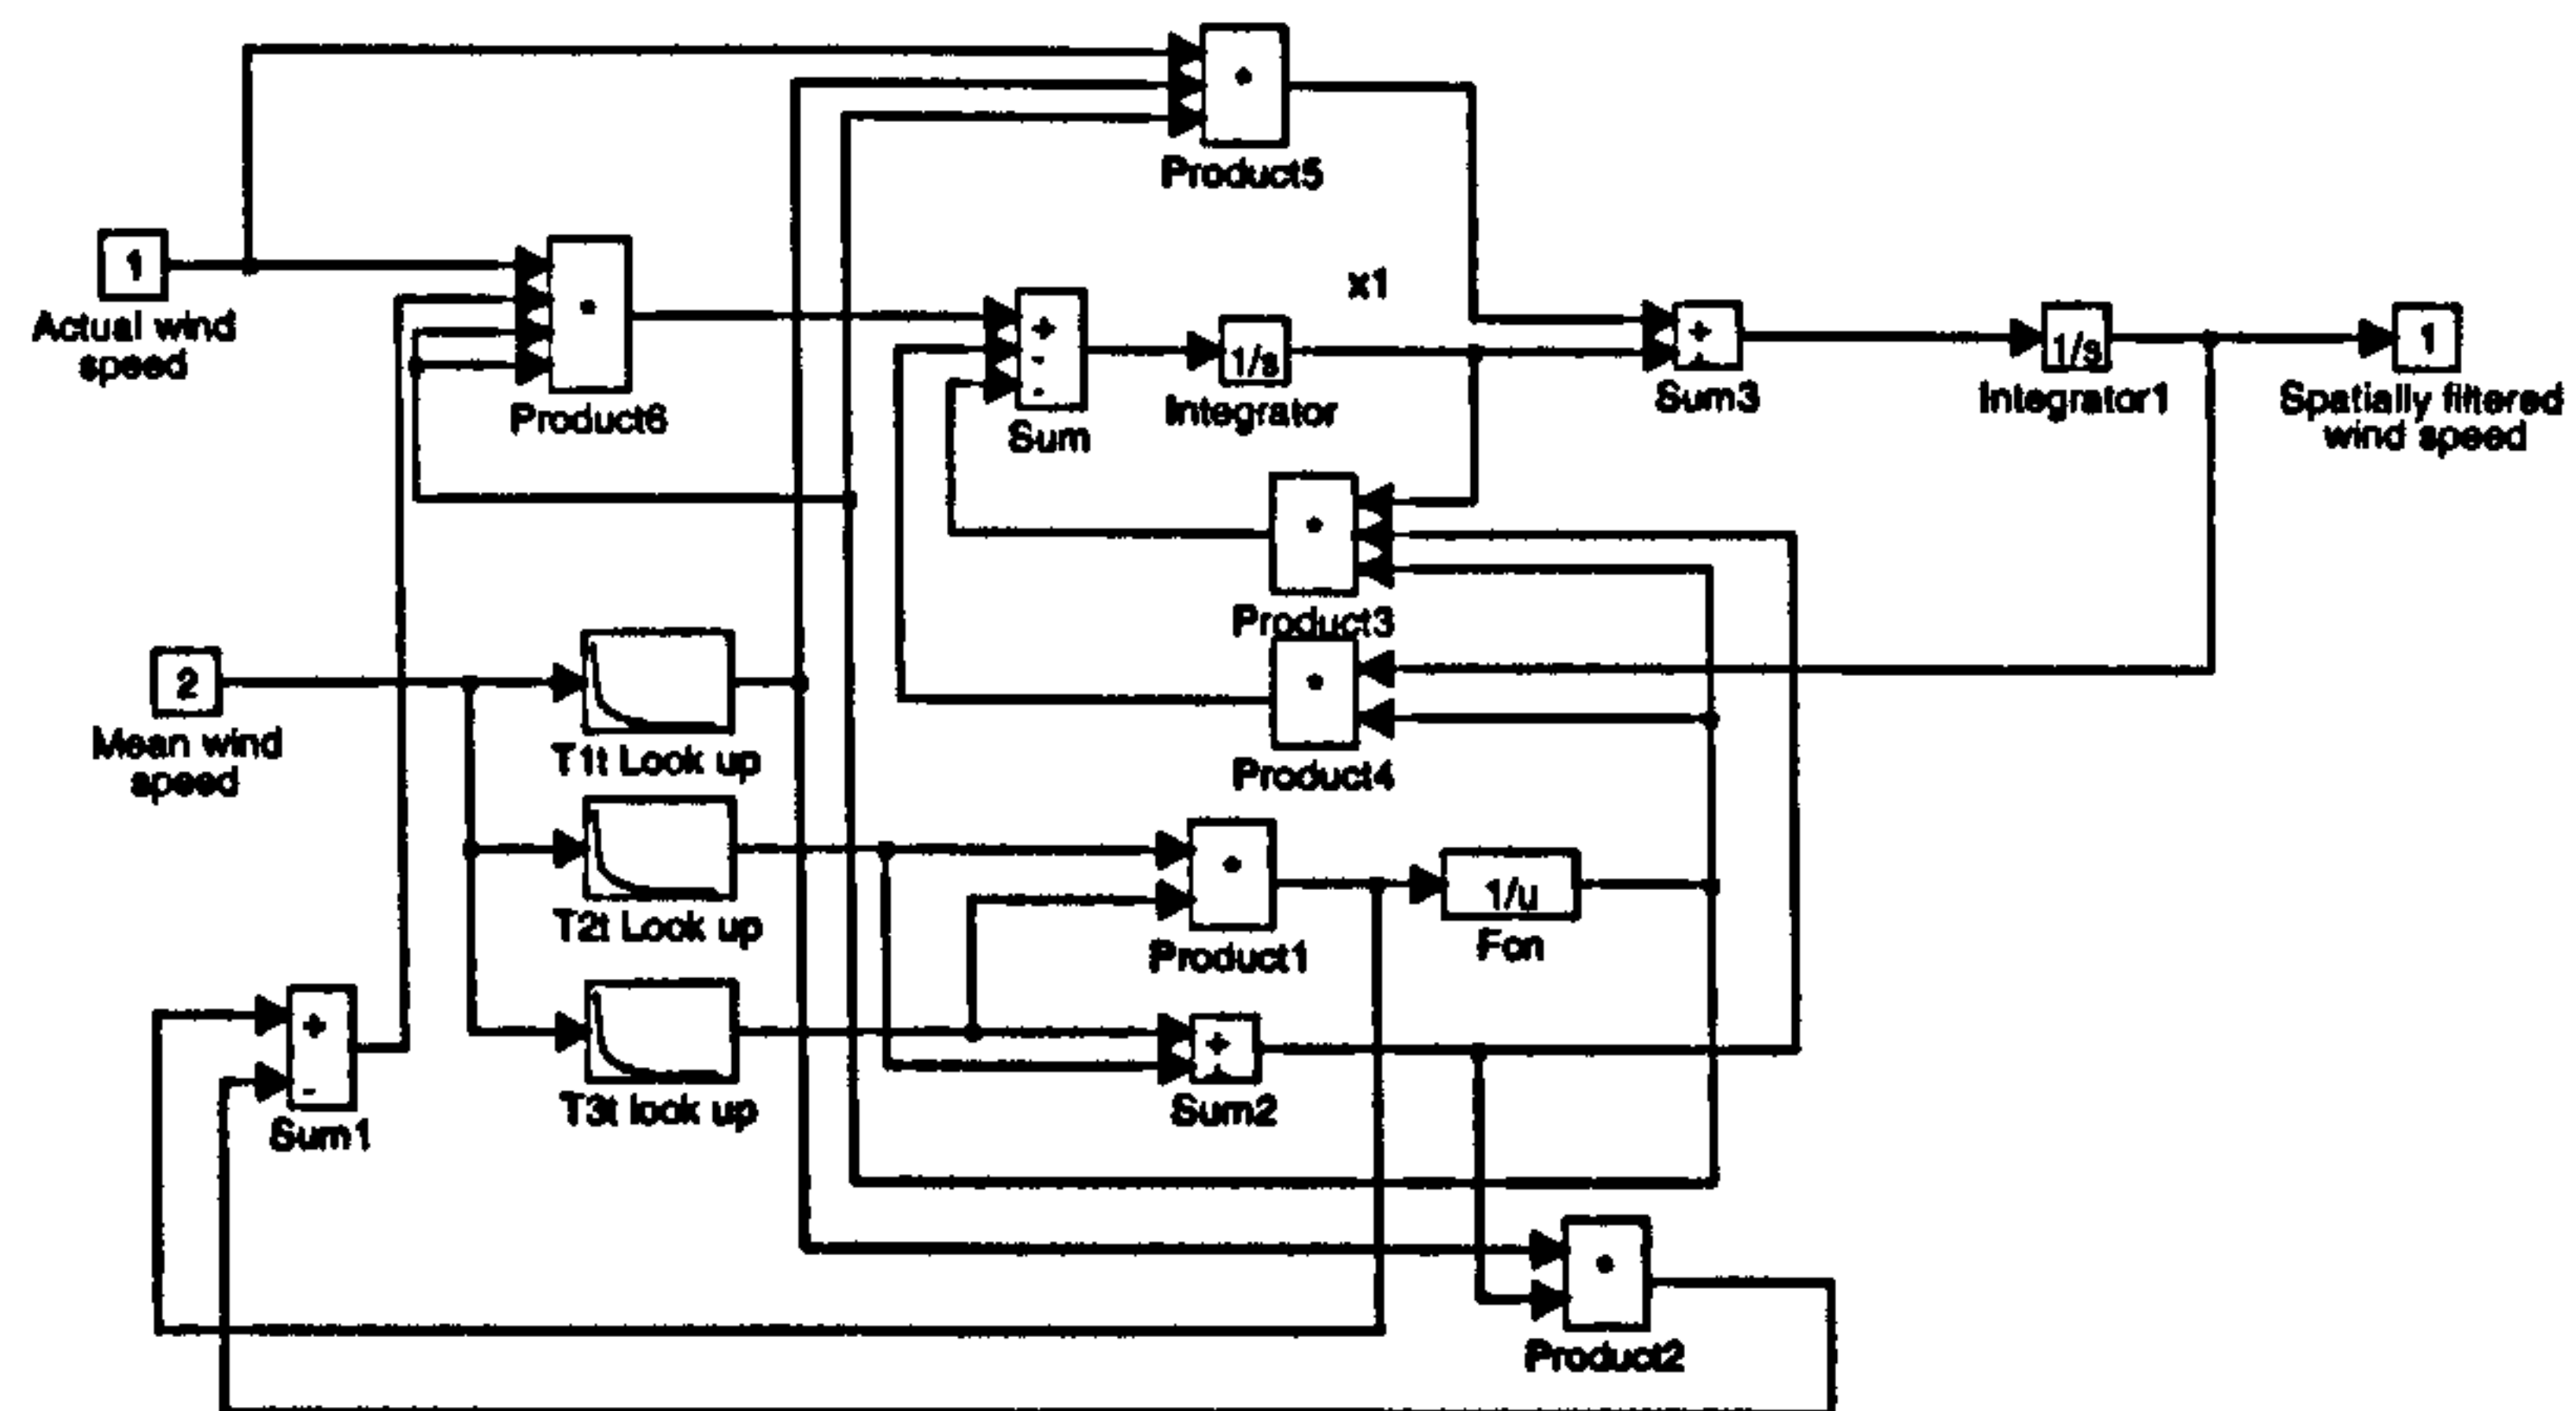 Product5
1
Actual wind
speed
Product6
+
-
-
Sum
1/s
Integrator
x1
+
+
Sum3
1/s
Integrator1
1
Spatially filtered
wind speed
Product3
2
Mean wind
speed
T1t Look up
Product4
T2t Look up
Product1
1/u
Fcn
+
-
Sum1
T3t look up
+
+
Sum2
Product2